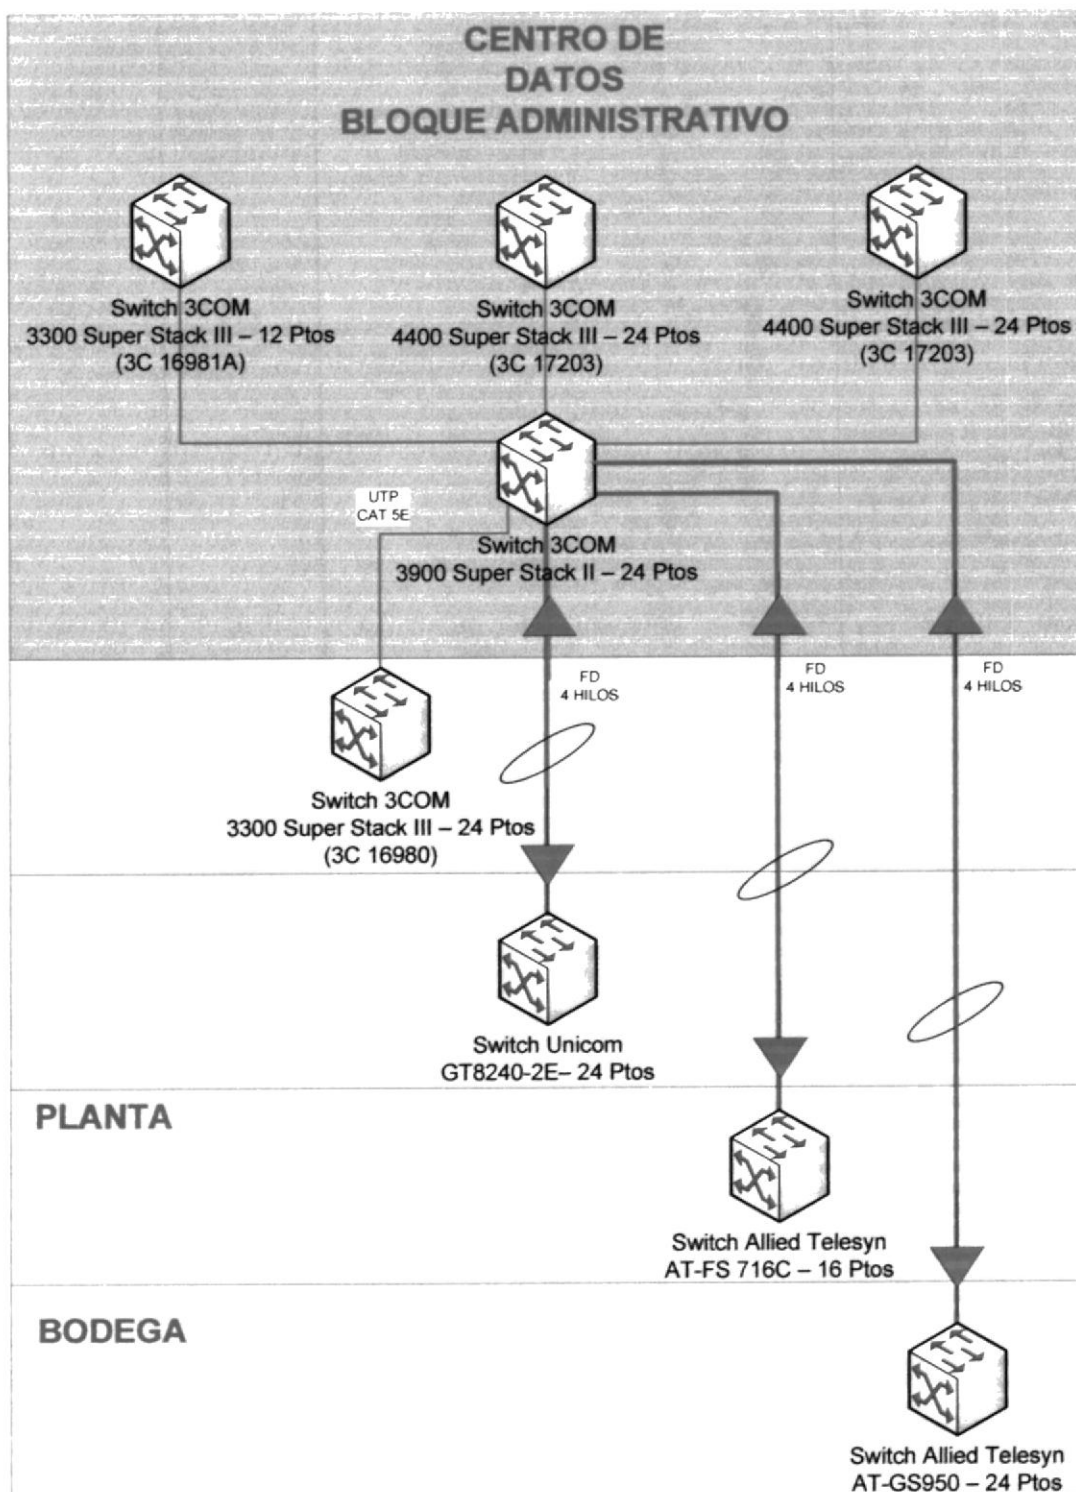 CENTRO DE
DATOS
BLOQUE ADMINISTRATIVO
Switch 3COM
3300 Super Stack III – 12 Ptos
(3C 16981A)
Switch 3COM
4400 Super Stack III – 24 Ptos
(3C 17203)
Switch 3COM
4400 Super Stack III – 24 Ptos
(3C 17203)
UTP
CAT 5E
Switch 3COM
3900 Super Stack II – 24 Ptos
FD
4 HILOS
FD
4 HILOS
FD
4 HILOS
Switch 3COM
3300 Super Stack III – 24 Ptos
(3C 16980)
Switch Unicom
GT8240-2E– 24 Ptos
PLANTA
Switch Allied Telesyn
AT-FS 716C – 16 Ptos
BODEGA
Switch Allied Telesyn
AT-GS950 – 24 Ptos